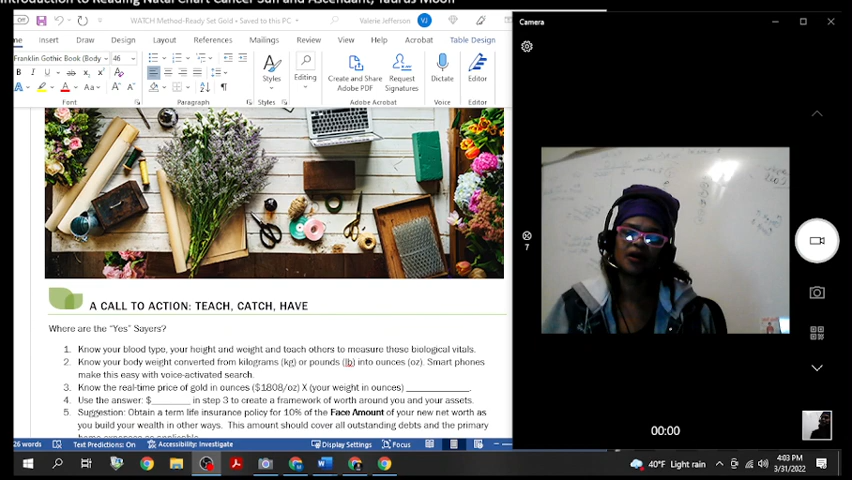 Introduction to Reading Natal Chart Cancer Sun and Ascendant, Taurus Moon
Off
WATCH Method-Ready Set Gold • Saved to this PC
Valerie Jefferson
VJ
Camera
Insert
Draw
Design
Layout
References
Mailings
Review
View
Help
Acrobat
Table Design
Franklin Gothic Book (Body
46
Styles
Editing
Create and Share
Adobe PDF
Request
Signatures
Dictate
Editor
Font
Paragraph
Styles
Adobe Acrobat
Voice
Editor
7
A CALL TO ACTION: TEACH, CATCH, HAVE
Where are the “Yes” Sayers?
1. Know your blood type, your height and weight and teach others to measure these biological vitals.
2. Know your body weight converted from kilograms (kg) or pounds (lb) into ounces (oz). Smart phones
make this easy with voice-activated search.
3. Know the real-time price of gold in ounces ($1808/oz) X (your weight in ounces) ____________.
4. Use the answer: $________ in step 3 to create a framework of worth around you and your assets.
5. Suggestion: Obtain a term life insurance policy for 10% of the Face Amount of your new net worth as
you build your wealth in other ways. This amount should cover all outstanding debts and the primary
00:00
26 words
Text Predictions: On
Accessibility: Investigate
Display Settings
Focus
40°F Light rain
4:03 PM
3/31/2022